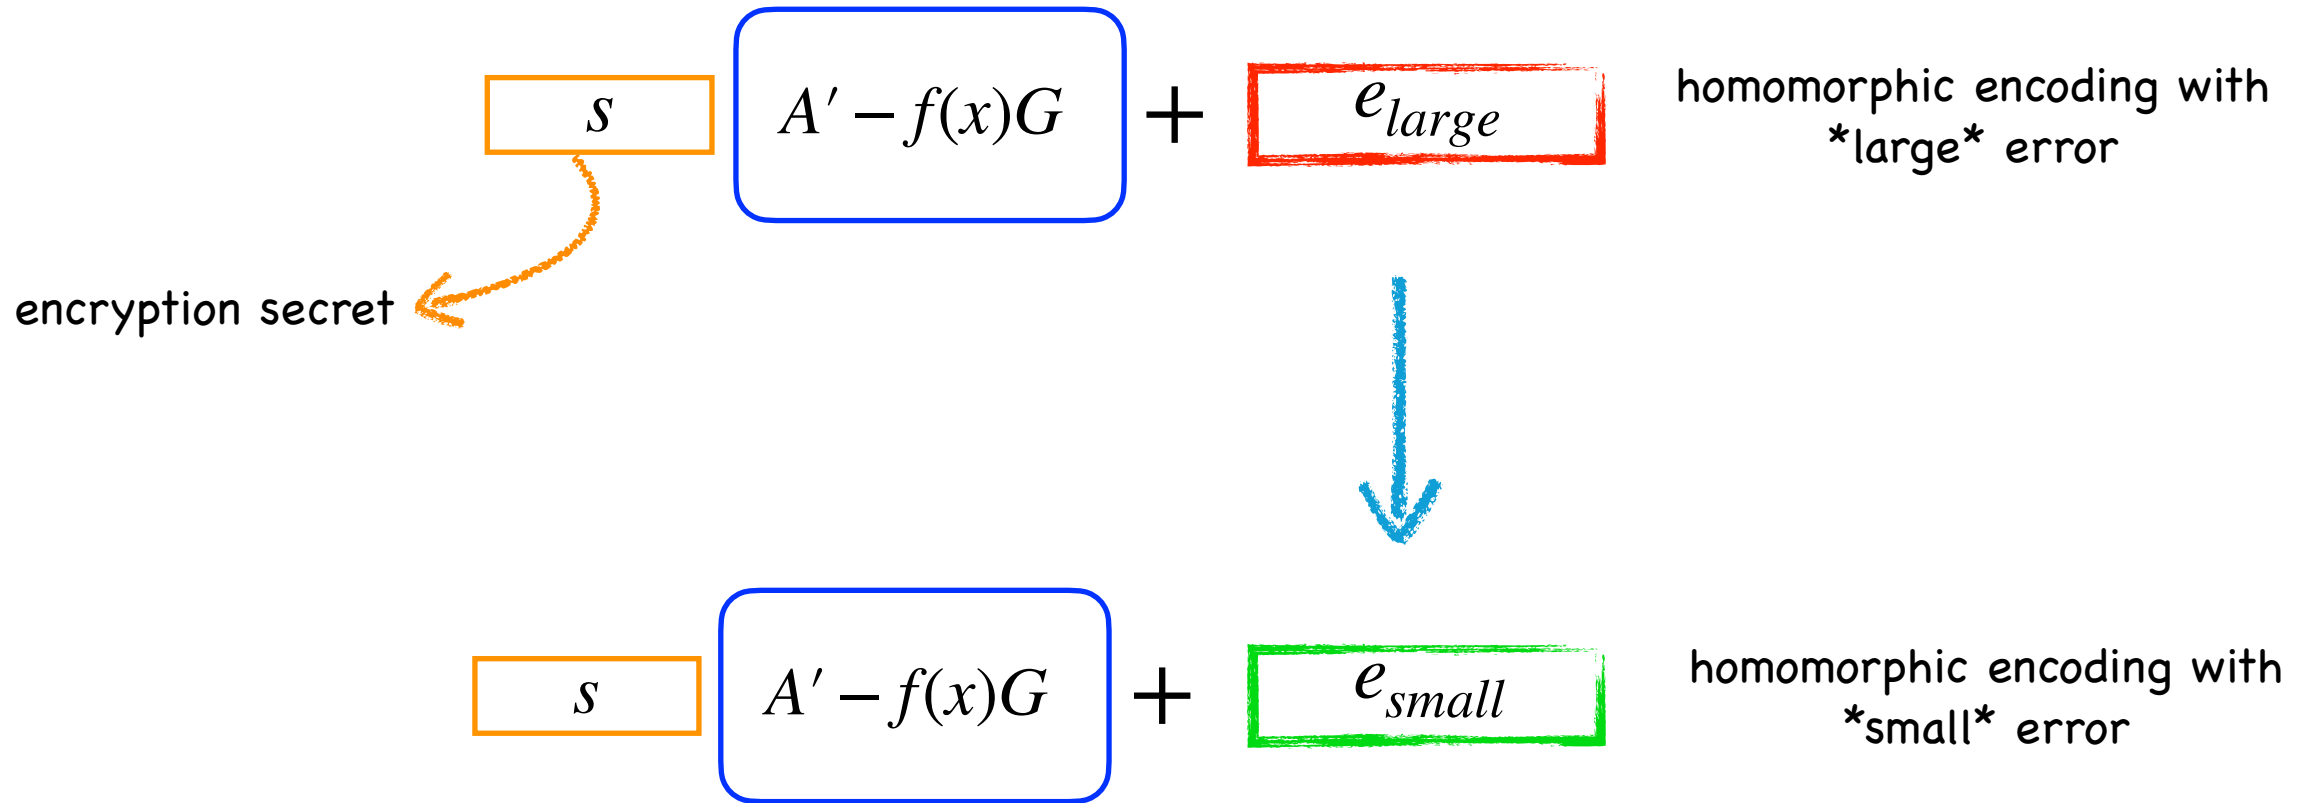 s A′ − f(x)G + e_large
homomorphic encoding with
*large* error
encryption secret
s A′ − f(x)G + e_small
homomorphic encoding with
*small* error